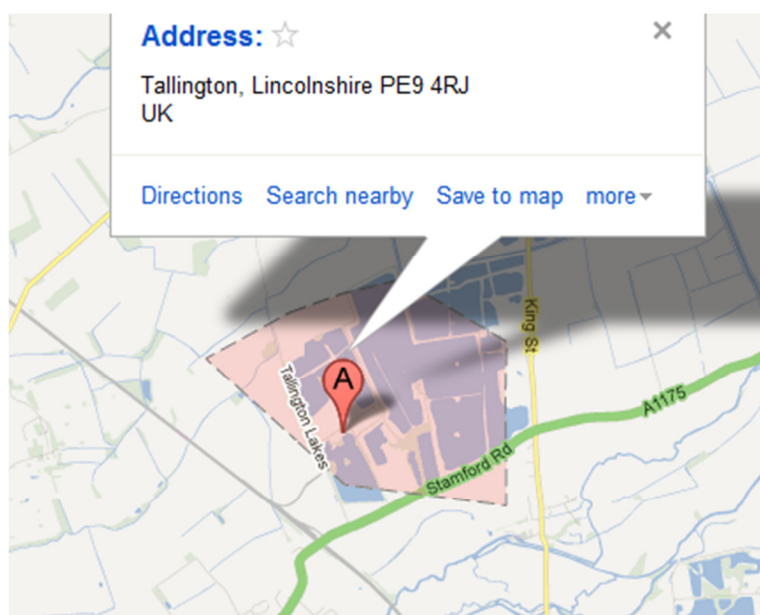 Address:
Tallington, Lincolnshire PE9 4RJ
UK
Directions Search nearby Save to map more
King St
A
Tallington Lakes
A1175
Stamford Rd